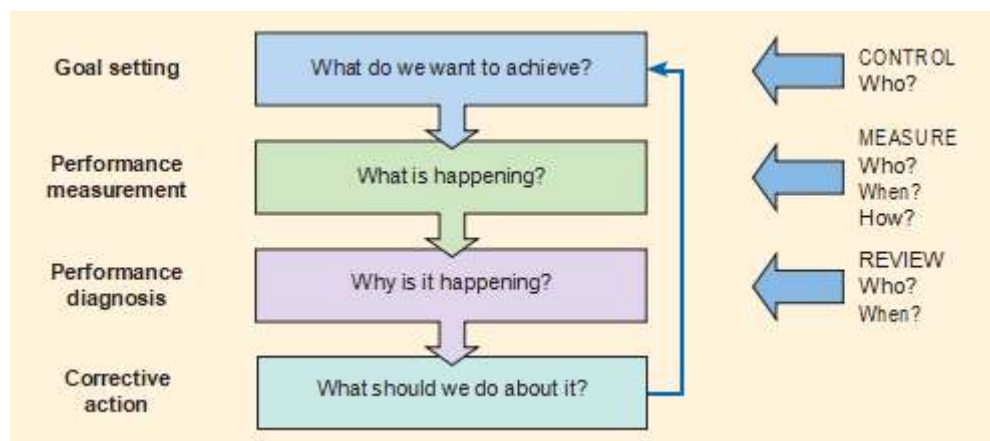 Goal setting
What do we want to achieve?
CONTROL
Who?
Performance
measurement
What is happening?
MEASURE
Who?
When?
How?
Performance
diagnosis
Why is it happening?
REVIEW
Who?
When?
Corrective
action
What should we do about it?